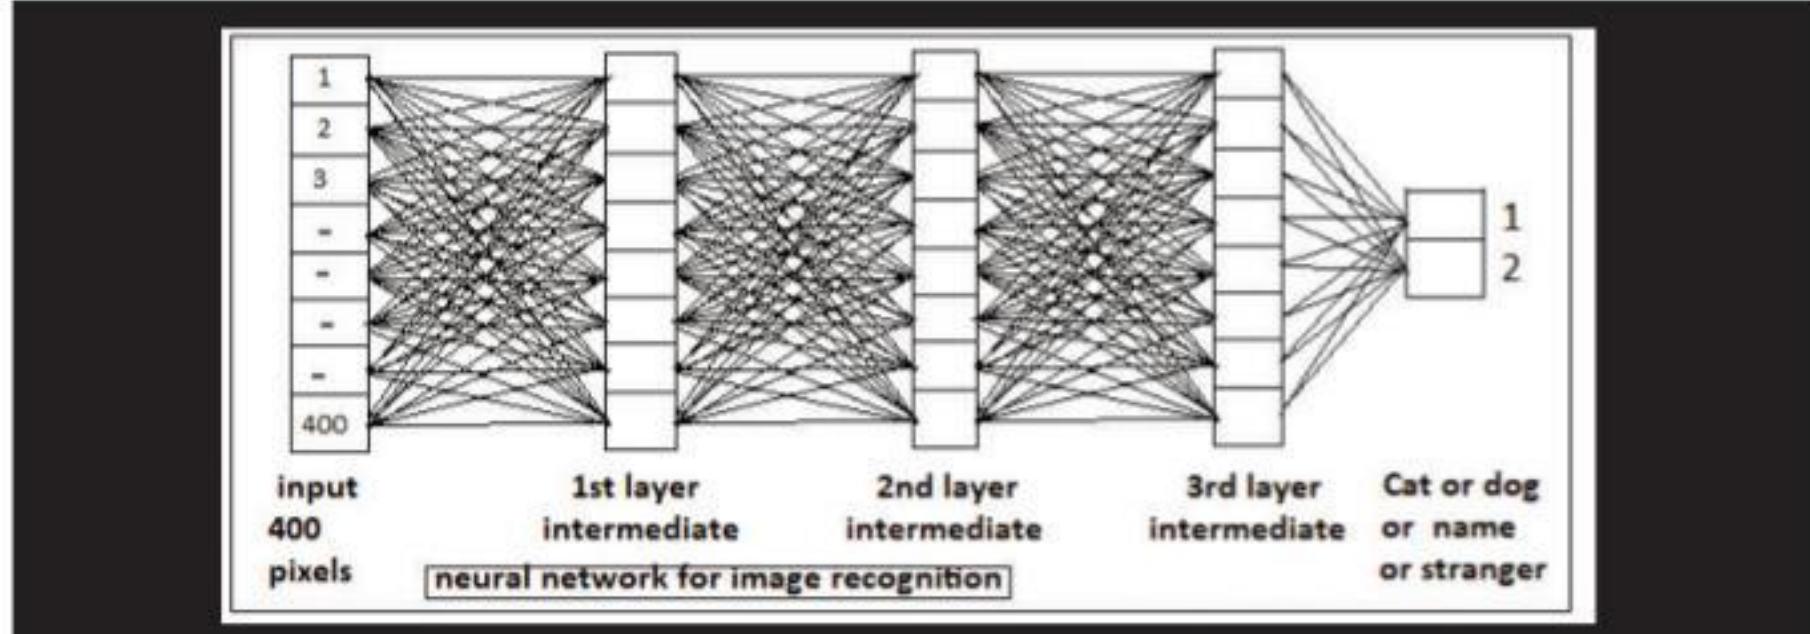 1
2
3
-
-
-
-
400
1
2
input
400
pixels
1st layer
intermediate
2nd layer
intermediate
3rd layer
intermediate
Cat or dog
or name
or stranger
neural network for image recognition